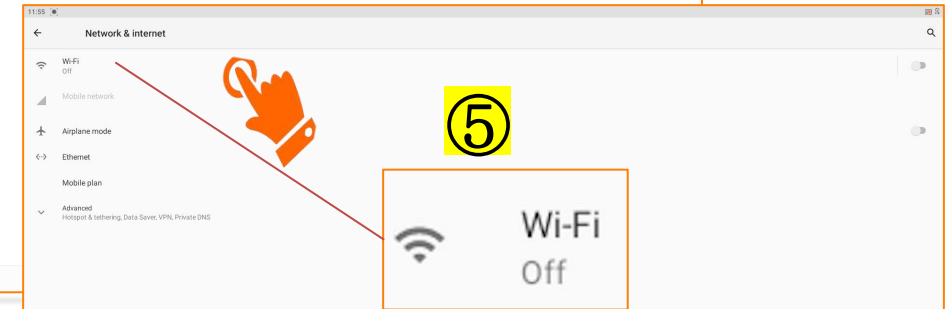 11:55
Network & internet
Wi-Fi
Off
Mobile network
Airplane mode
⑤
Ethernet
Mobile plan
Advanced
Hotspot & tethering, Data Saver, VPN, Private DNS
Wi-Fi
Off